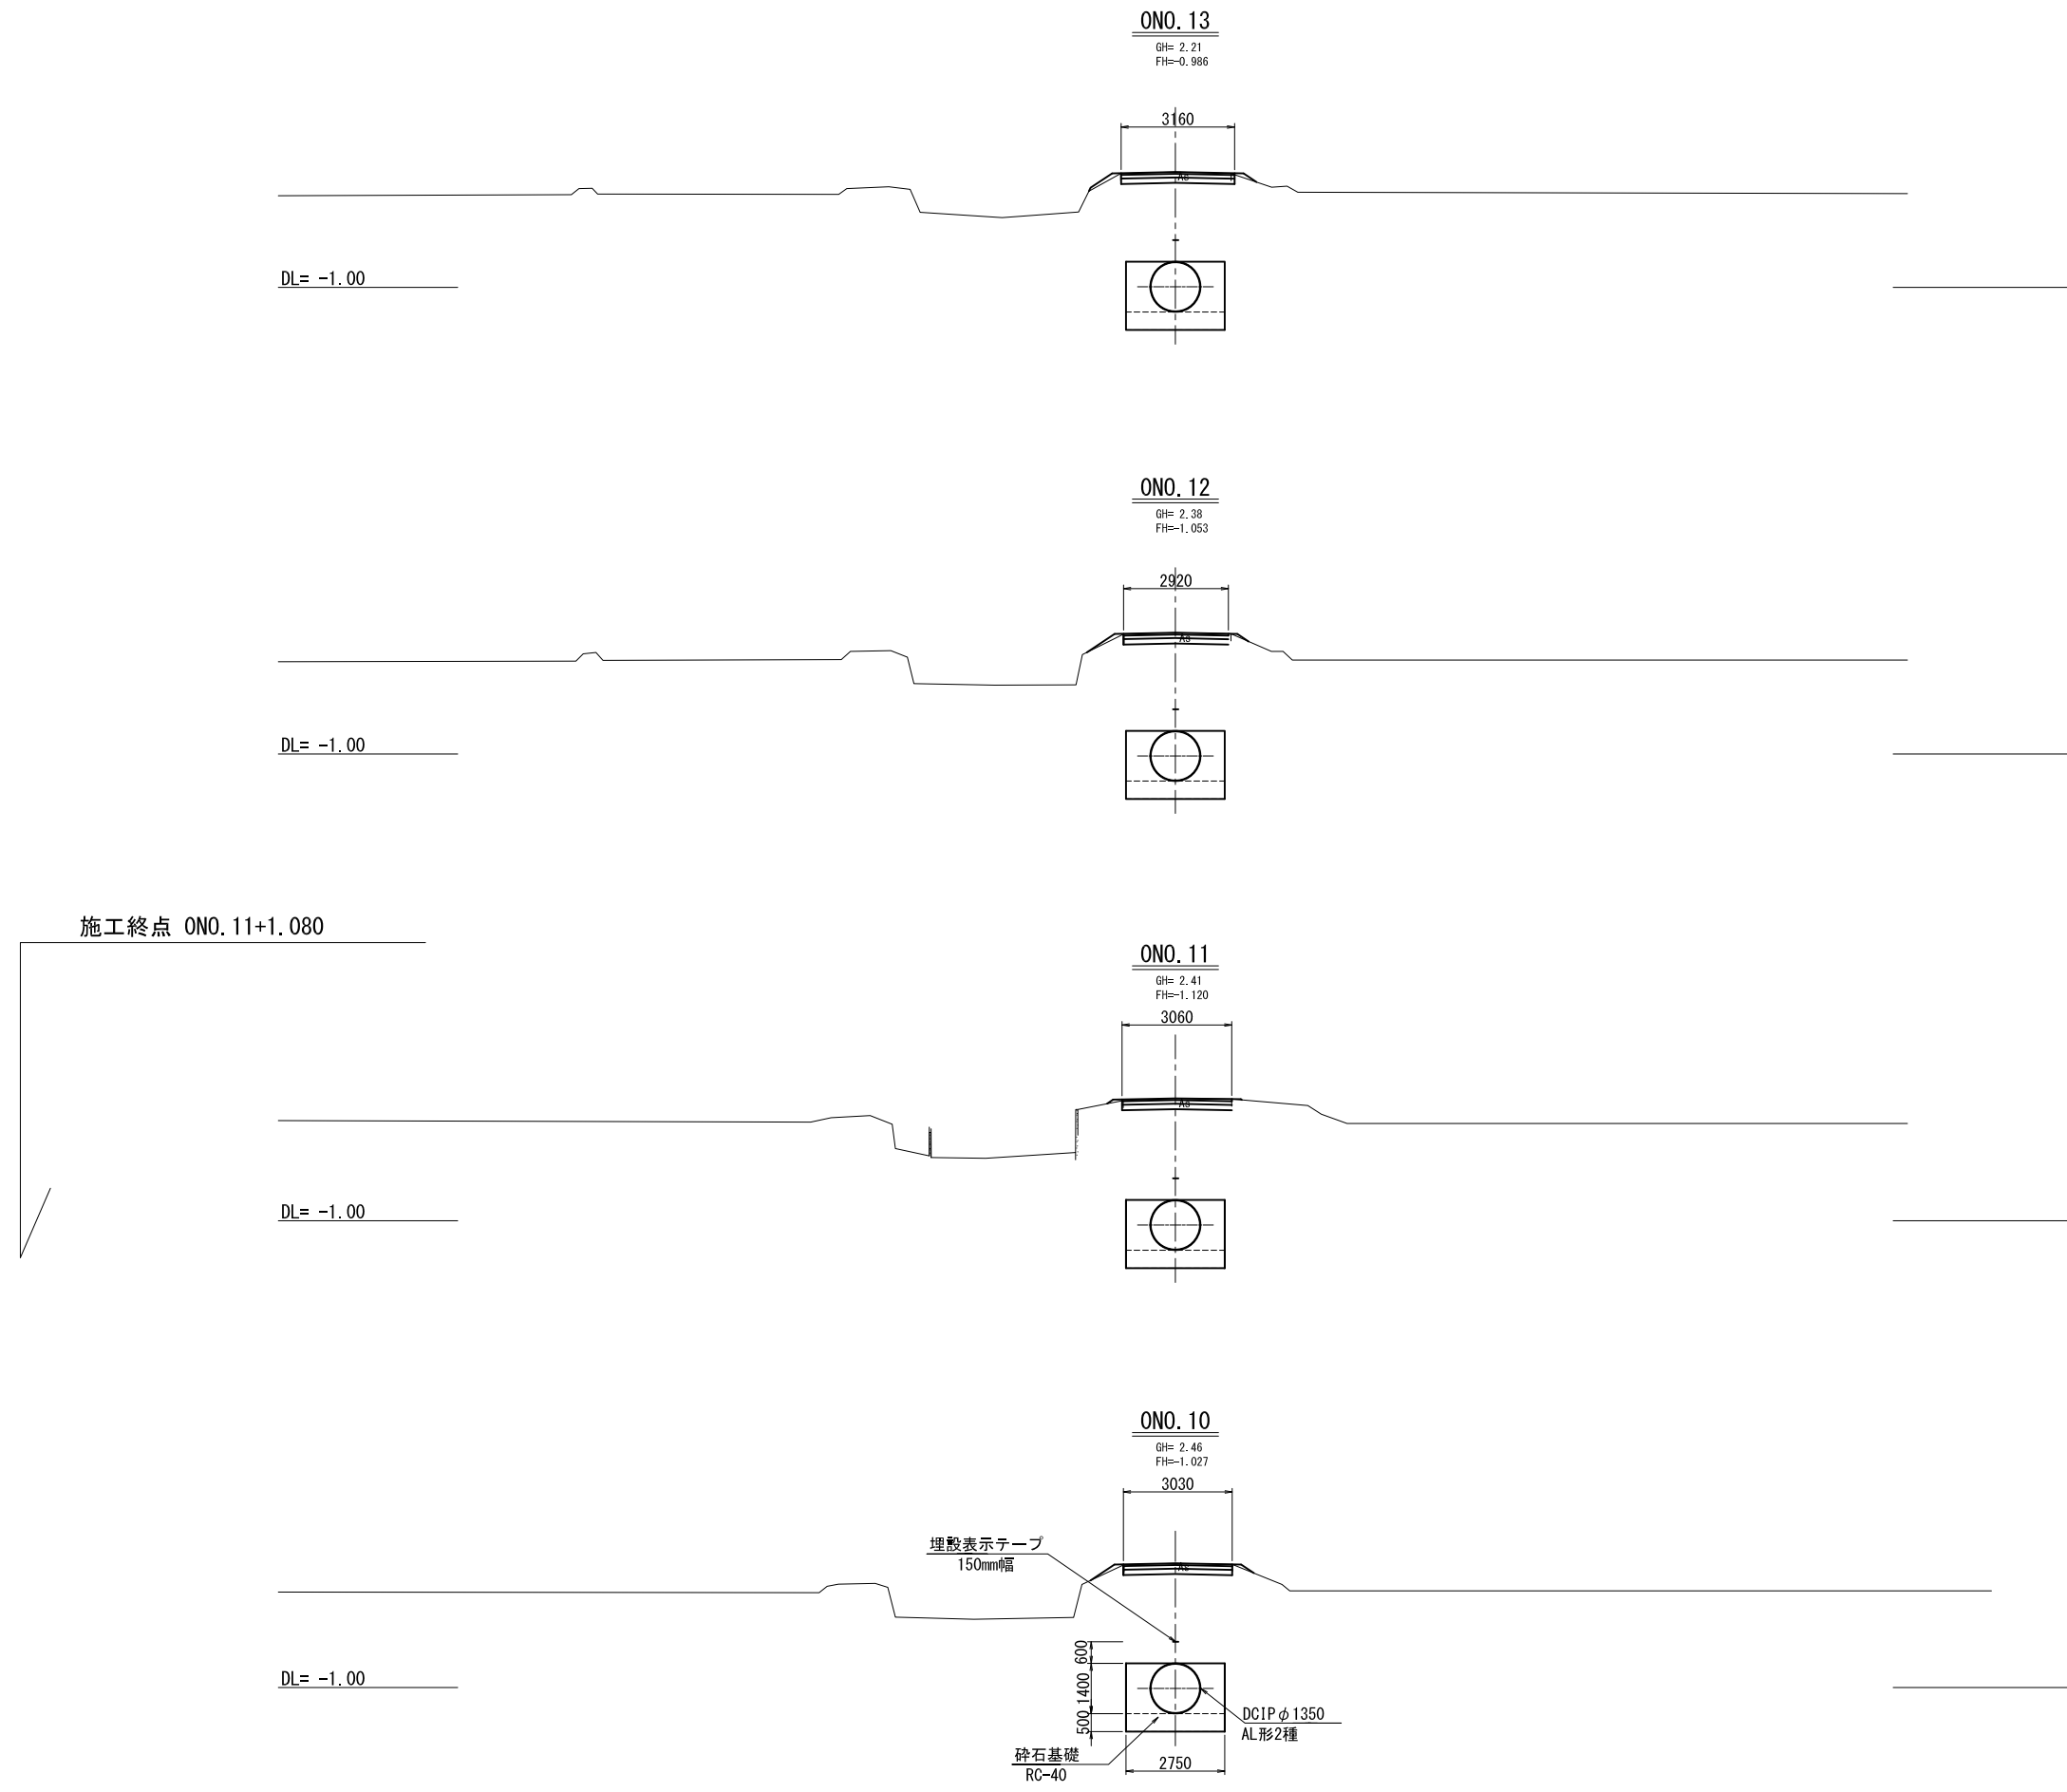 ONO.13
GH= 2.21
FH=-0.986
3160
AS
DL= -1.00
ONO.12
GH= 2.38
FH=-1.053
2920
AS
DL= -1.00
施工終点 ONO.11+1.080
ONO.11
GH= 2.41
FH=-1.120
3060
AS
DL= -1.00
ONO.10
GH= 2.46
FH=-1.027
3030
埋設表示テープ
150mm幅
AS
600
DL= -1.00
1400
500
DCIPφ1350
AL形2種
砕石基礎
RC-40
2750